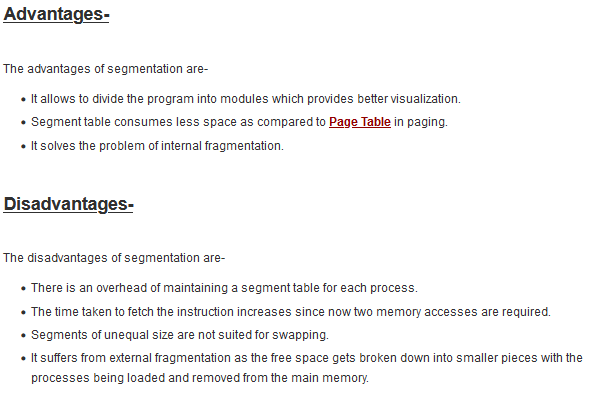 Advantages-
The advantages of segmentation are-
• It allows to divide the program into modules which provides better visualization.
• Segment table consumes less space as compared to Page Table in paging.
• It solves the problem of internal fragmentation.
Disadvantages-
The disadvantages of segmentation are-
• There is an overhead of maintaining a segment table for each process.
• The time taken to fetch the instruction increases since now two memory accesses are required.
• Segments of unequal size are not suited for swapping.
• It suffers from external fragmentation as the free space gets broken down into smaller pieces with the
processes being loaded and removed from the main memory.